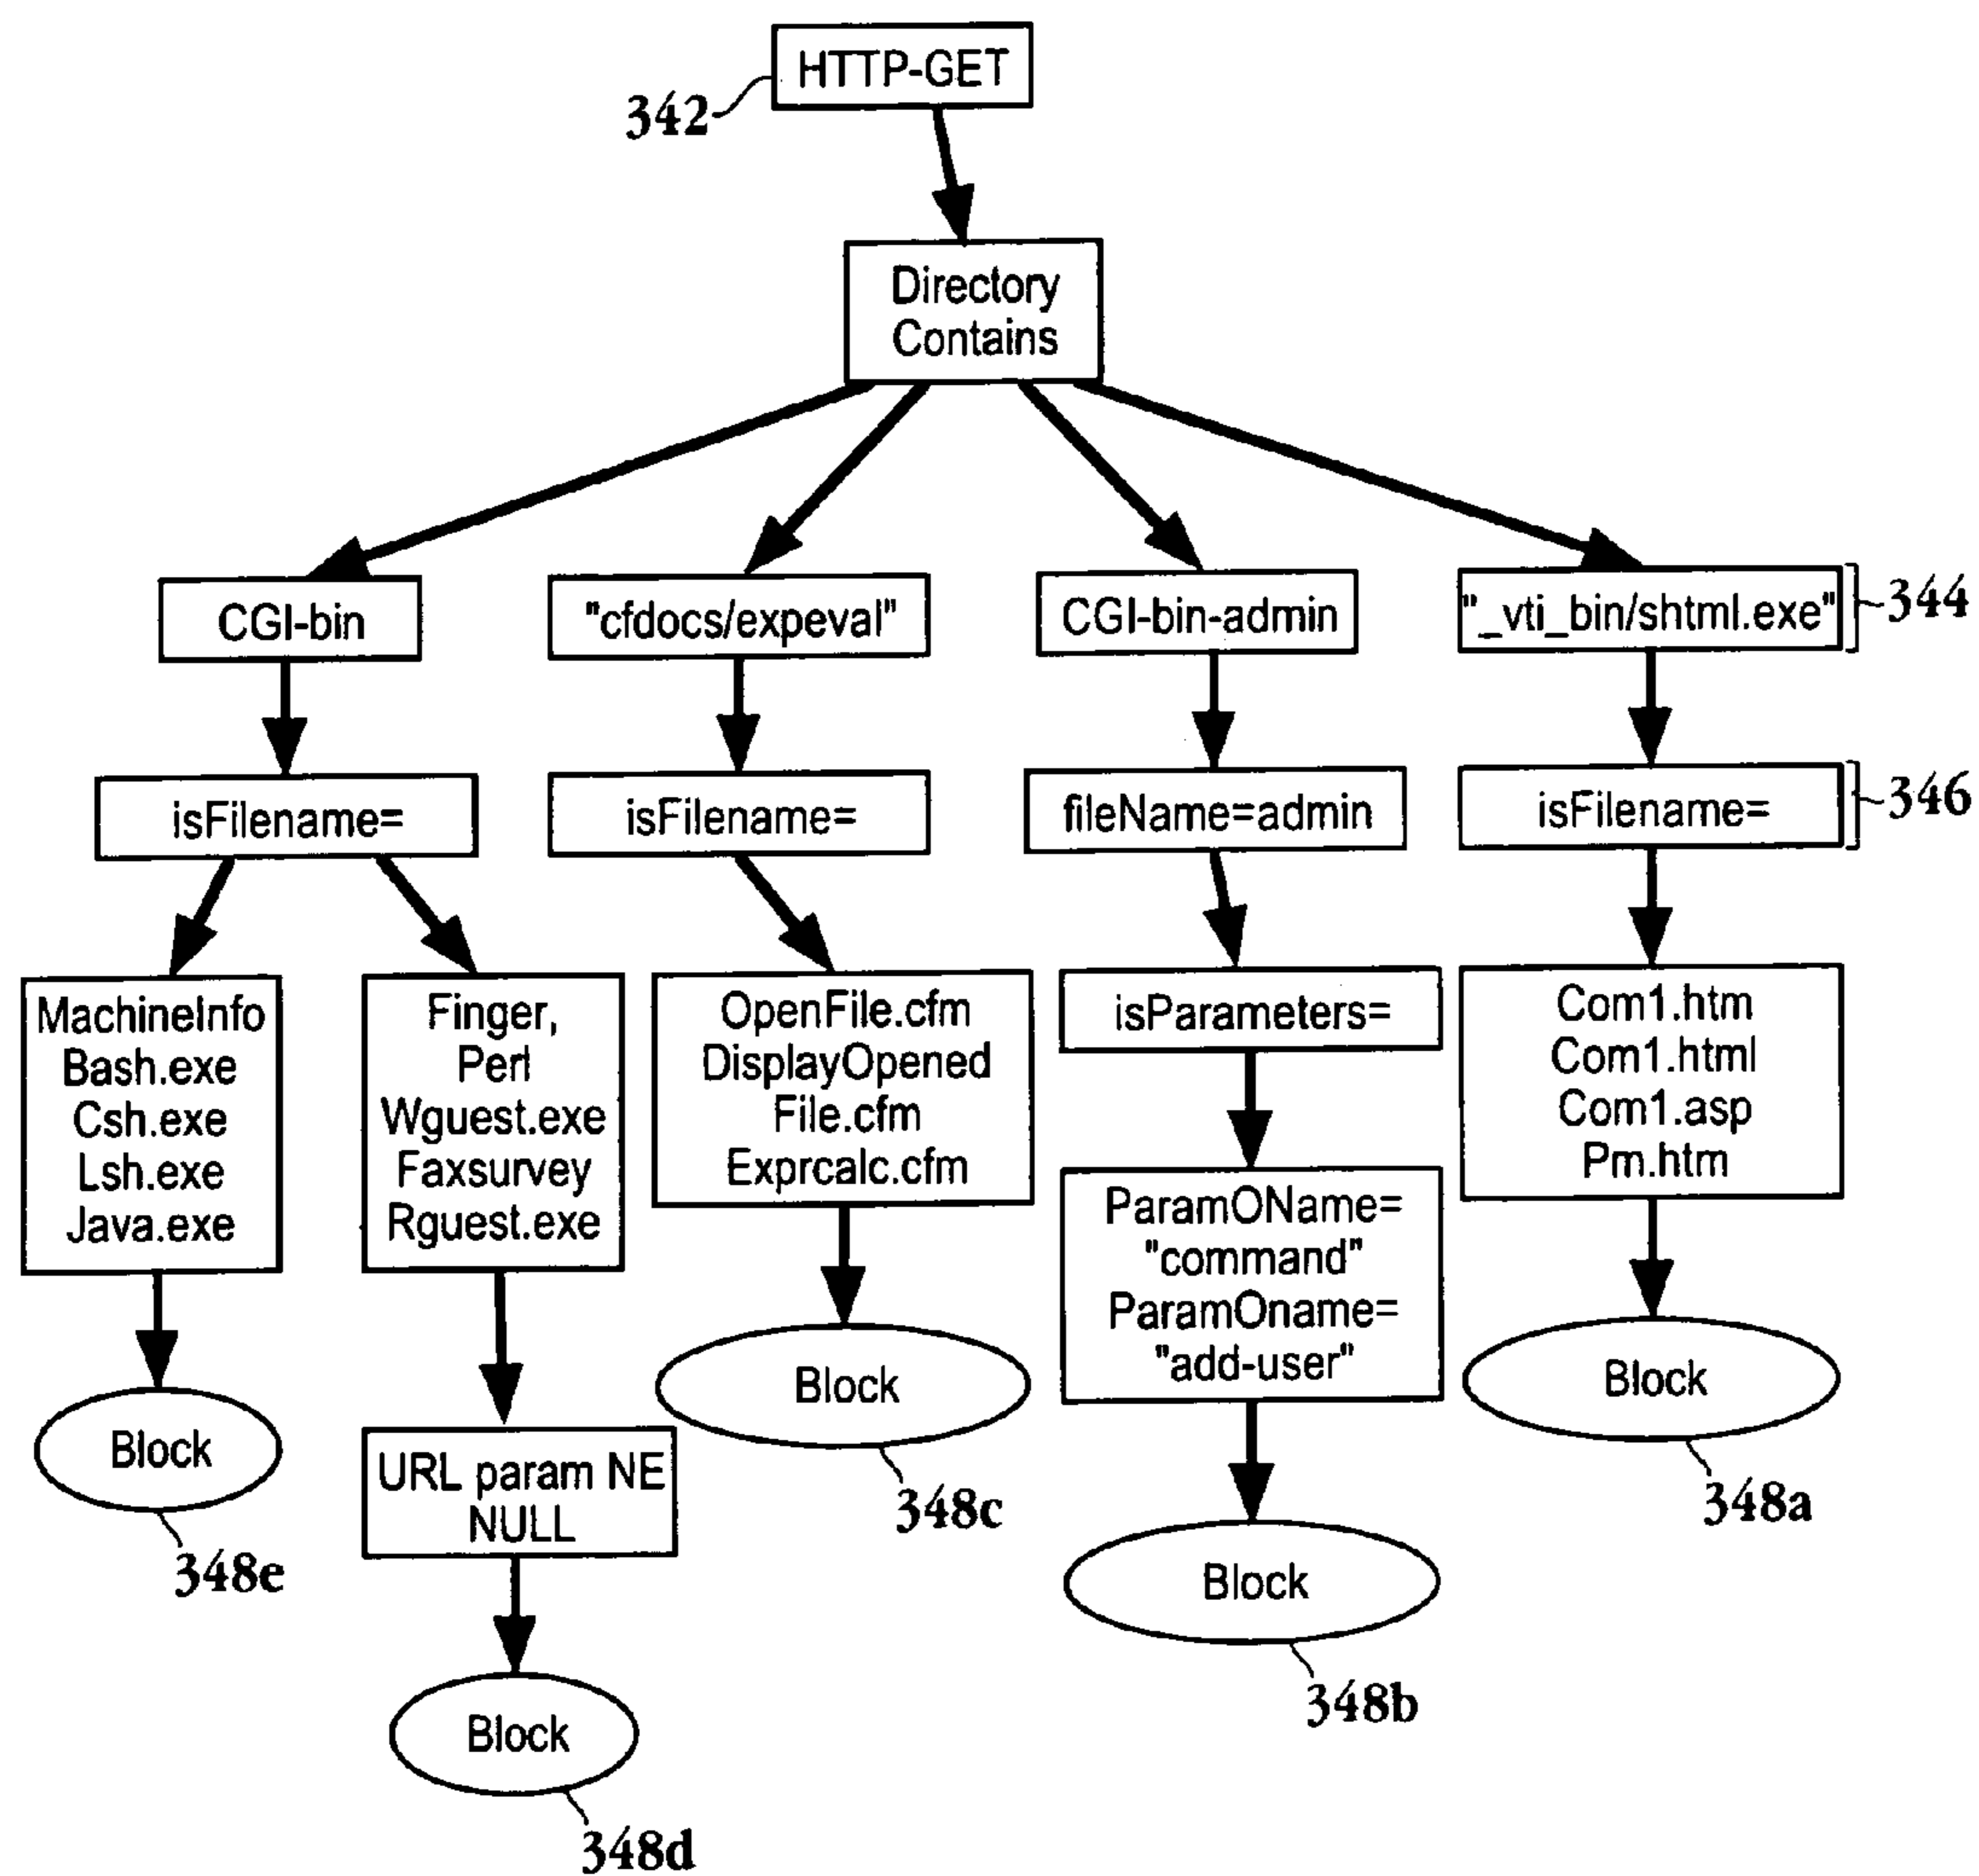 HTTP-GET
342
Directory
Contains
CGI-bin
"cfdocs/expeval"
CGI-bin-admin
"_vti_bin/shtml.exe"
344
isFilename=
isFilename=
fileName=admin
isFilename=
346
MachineInfo
Bash.exe
Csh.exe
Lsh.exe
Java.exe
Finger,
Perl
Wguest.exe
Faxsurvey
Rguest.exe
OpenFile.cfm
DisplayOpened
File.cfm
Exprcalc.cfm
isParameters=
Com1.htm
Com1.html
Com1.asp
Pm.htm
ParamOName=
"command"
ParamOname=
"add-user"
Block
348e
URL param NE
NULL
Block
348c
Block
348a
Block
348b
Block
348d